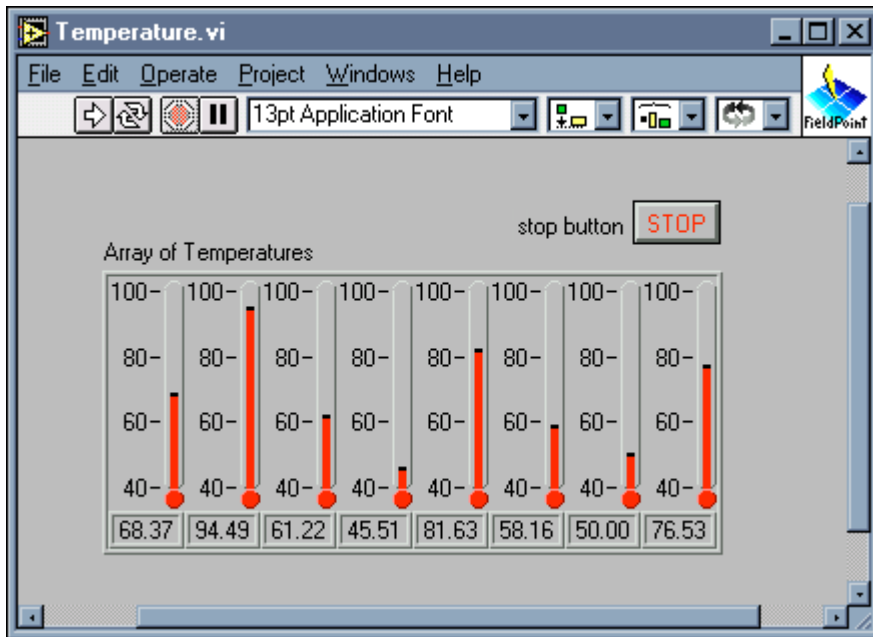 Temperature.vi
File Edit Operate Project Windows Help
13pt Application Font
FieldPoint
stop button STOP
Array of Temperatures
100- 100- 100- 100- 100- 100- 100- 100-
80- 80- 80- 80- 80- 80- 80- 80-
60- 60- 60- 60- 60- 60- 60- 60-
40- 40- 40- 40- 40- 40- 40- 40-
68.37 94.49 61.22 45.51 81.63 58.16 50.00 76.53